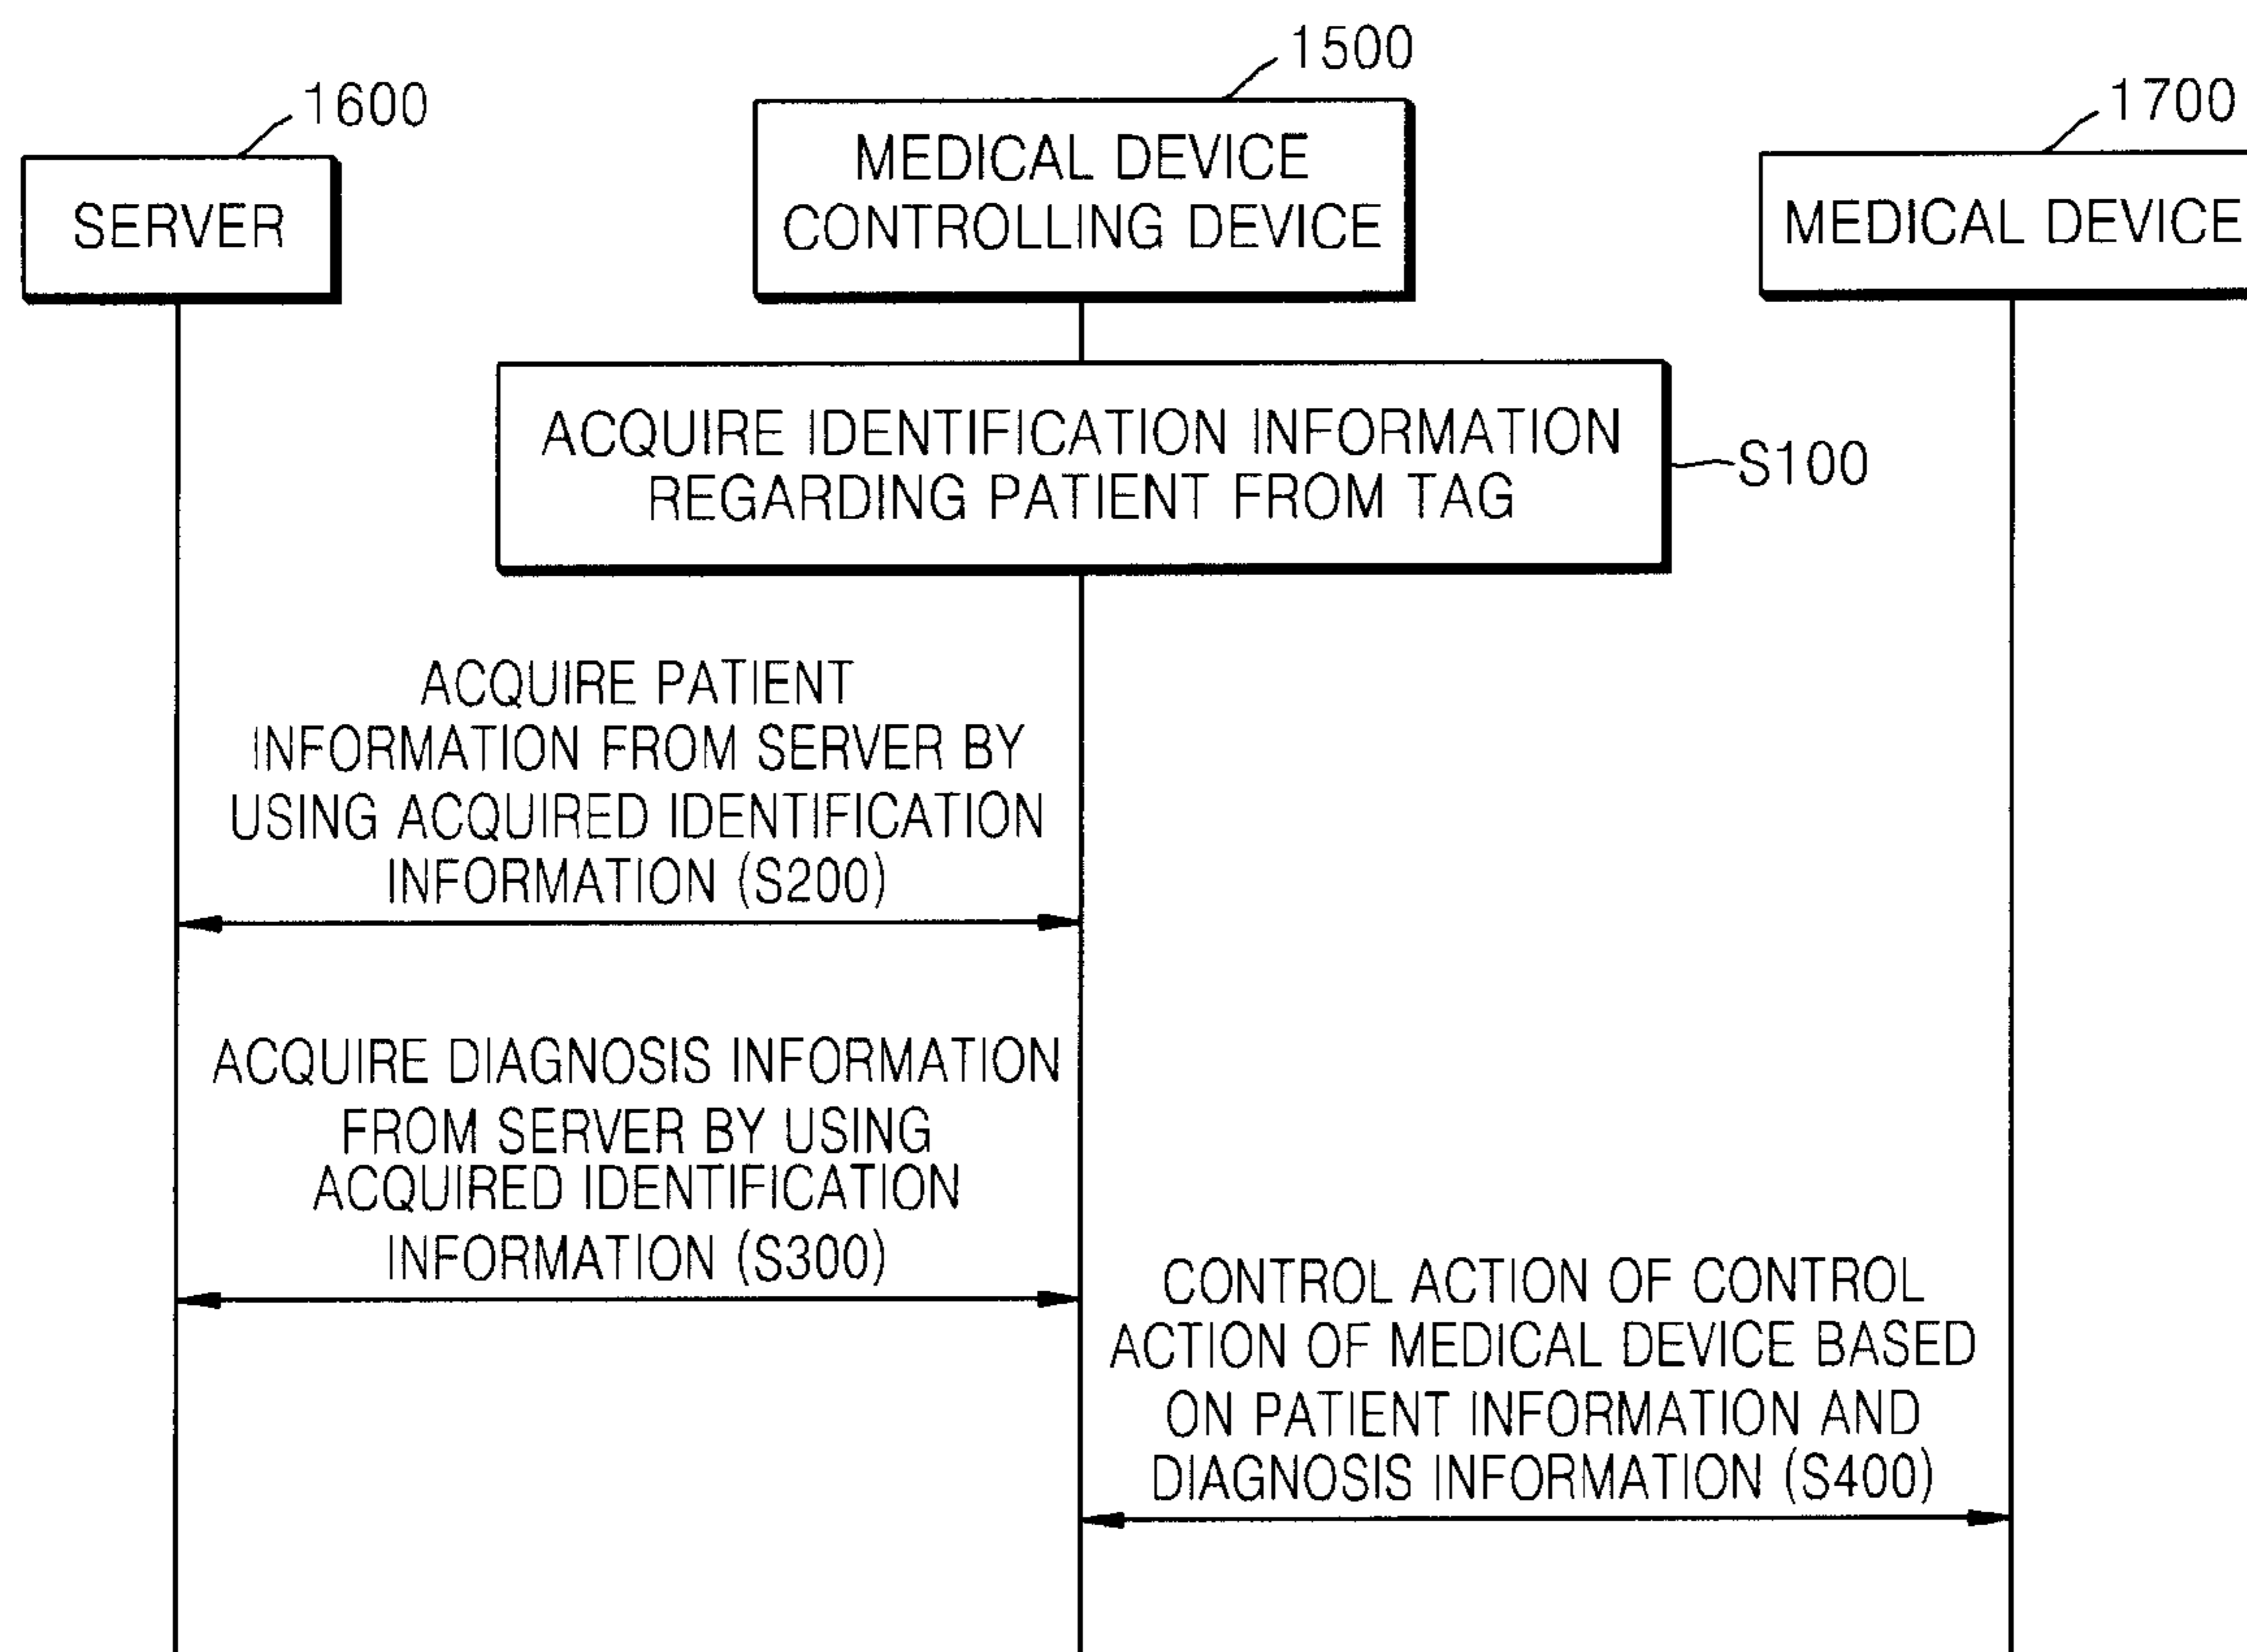 1500
1600
1700
MEDICAL DEVICE
CONTROLLING DEVICE
SERVER
MEDICAL DEVICE
ACQUIRE IDENTIFICATION INFORMATION
REGARDING PATIENT FROM TAG
S100
ACQUIRE PATIENT
INFORMATION FROM SERVER BY
USING ACQUIRED IDENTIFICATION
INFORMATION (S200)
ACQUIRE DIAGNOSIS INFORMATION
FROM SERVER BY USING
ACQUIRED IDENTIFICATION
INFORMATION (S300)
CONTROL ACTION OF CONTROL
ACTION OF MEDICAL DEVICE BASED
ON PATIENT INFORMATION AND
DIAGNOSIS INFORMATION (S400)